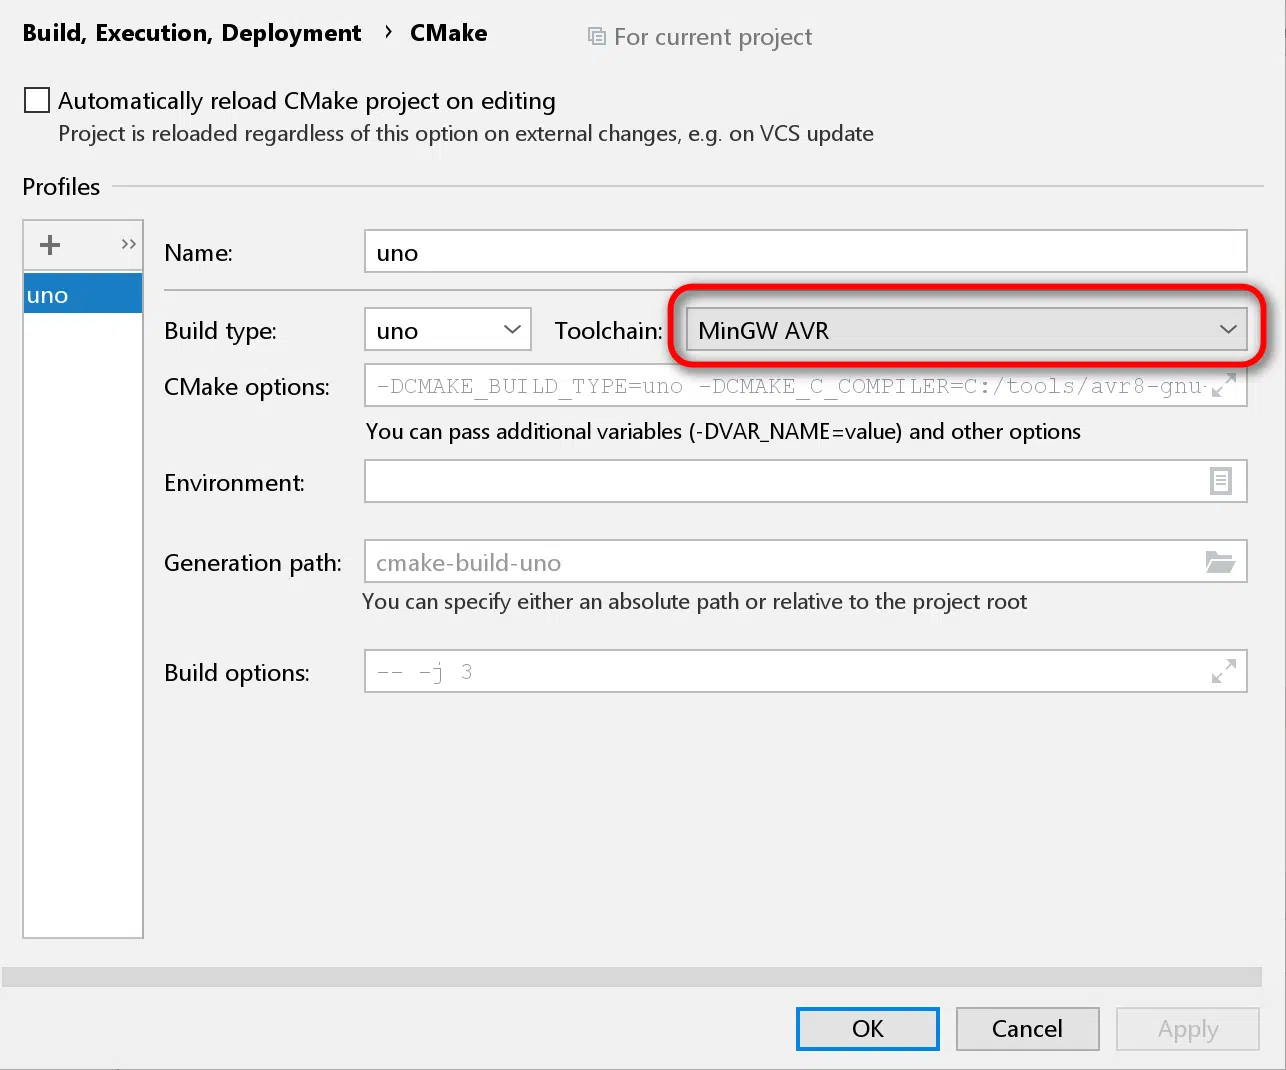 Build, Execution, Deployment › CMake For current project
Automatically reload CMake project on editing
Project is reloaded regardless of this option on external changes, e.g. on VCS update
Profiles
+ »
uno
Name: uno
Build type: uno Toolchain: MinGW AVR
CMake options: -DCMAKE_BUILD_TYPE=uno -DCMAKE_C_COMPILER=C:/tools/avr8-gnu-
You can pass additional variables (-DVAR_NAME=value) and other options
Environment:
Generation path: cmake-build-uno
You can specify either an absolute path or relative to the project root
Build options: -- -j 3
OK Cancel Apply